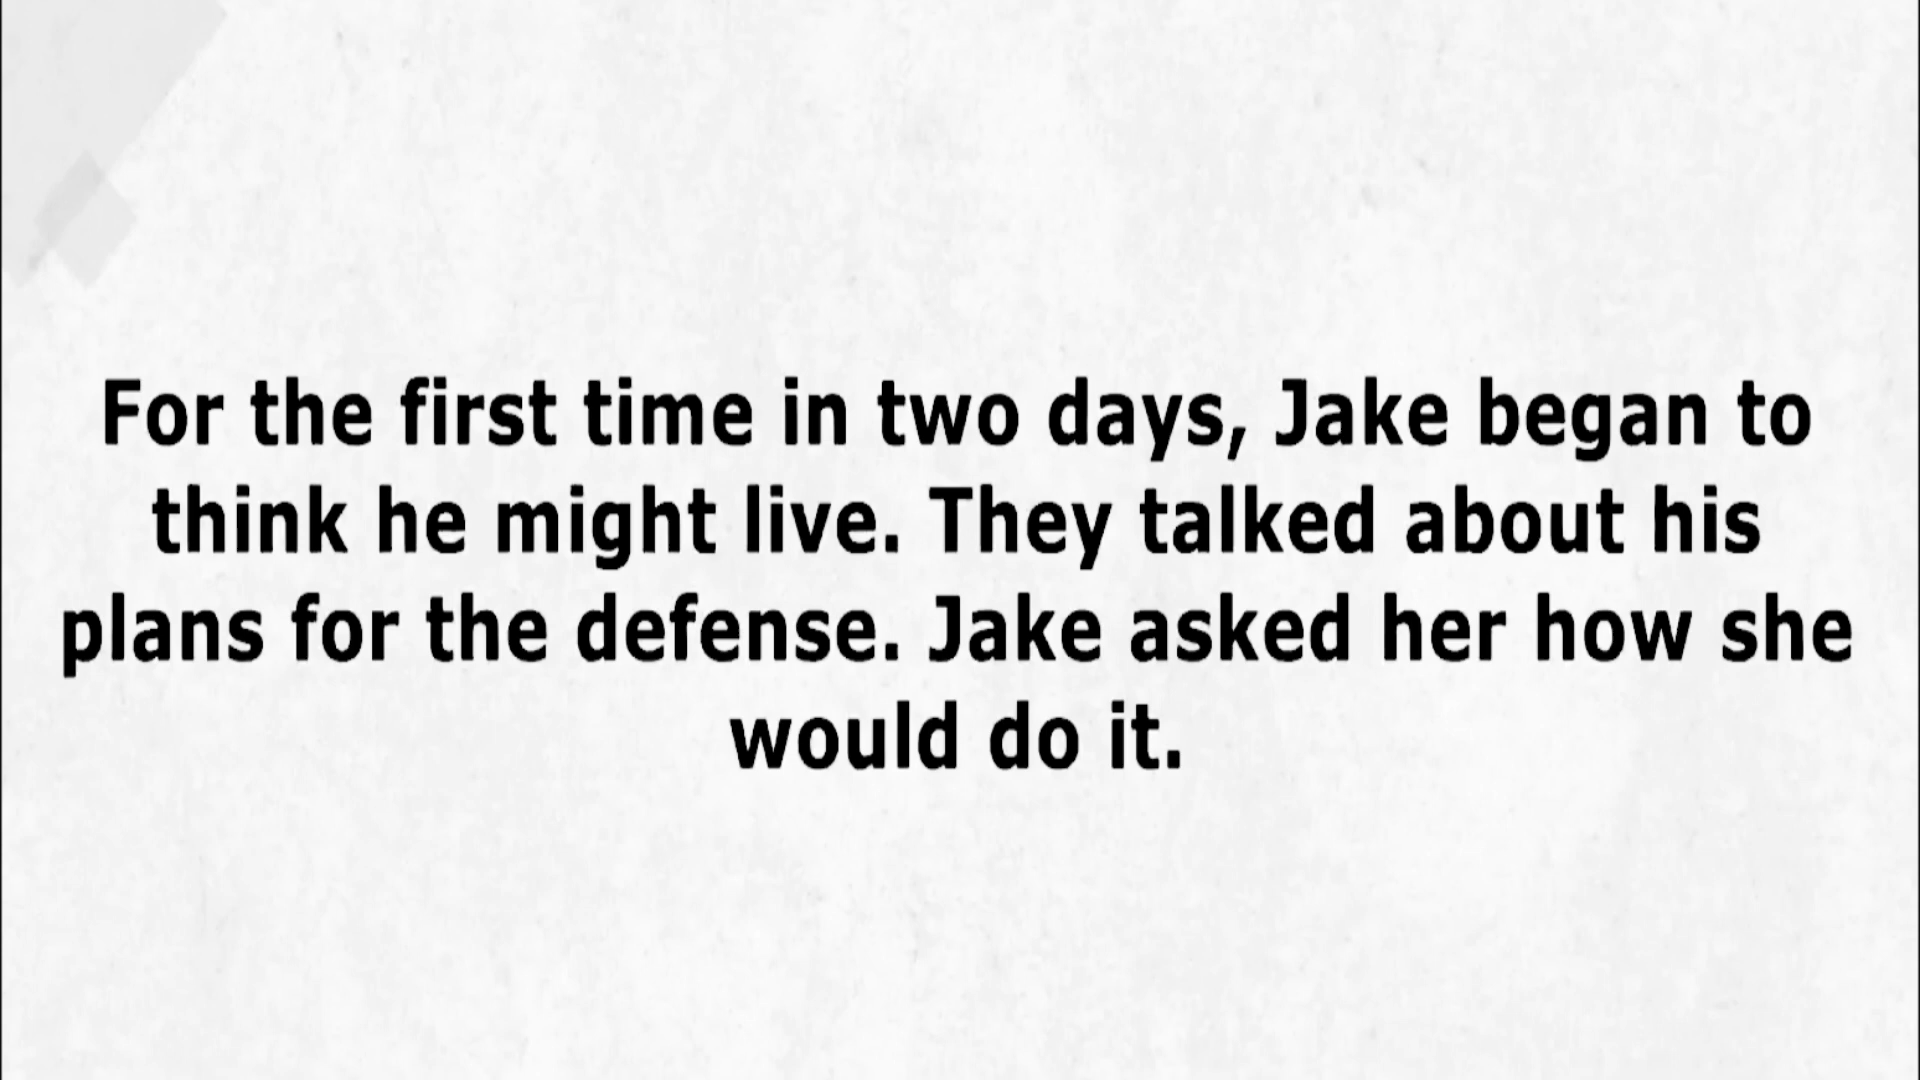 For the first time in two days, Jake began to
think he might live. They talked about his
plans for the defense. Jake asked her how she
would do it.